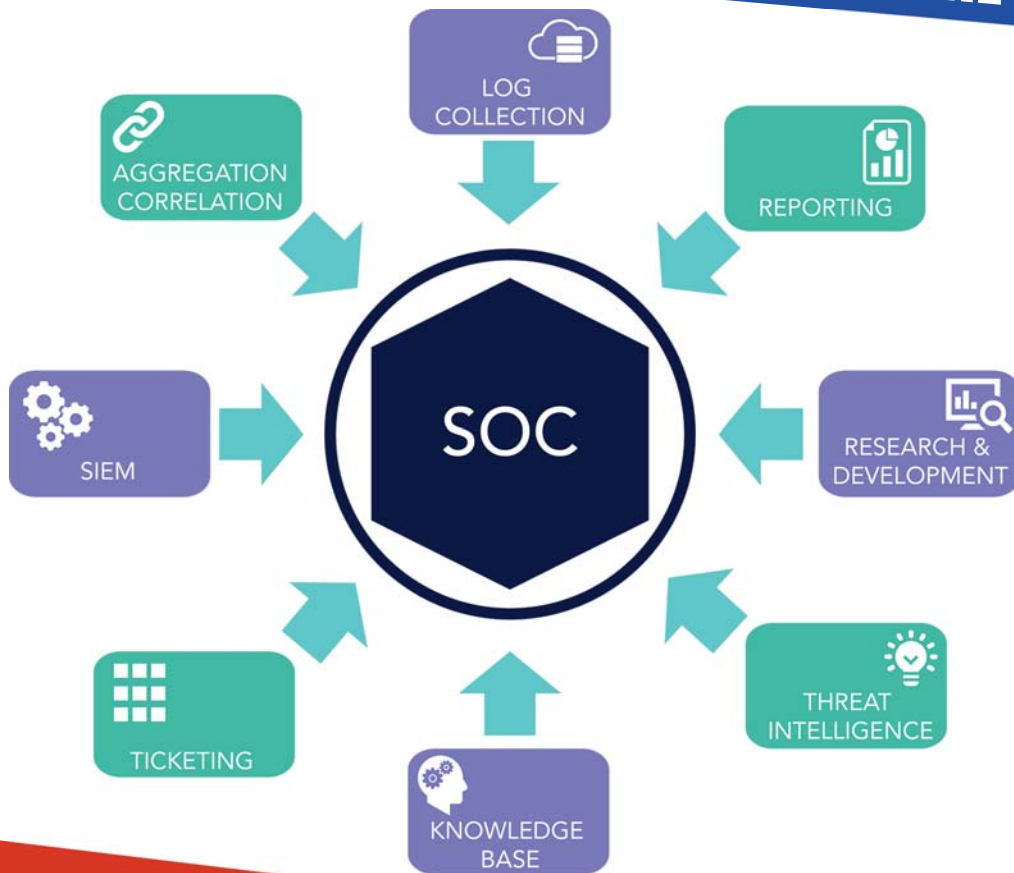 LOG
COLLECTION
AGGREGATION
CORRELATION
REPORTING
SOC
SIEM
RESEARCH &
DEVELOPMENT
THREAT
INTELLIGENCE
TICKETING
KNOWLEDGE
BASE